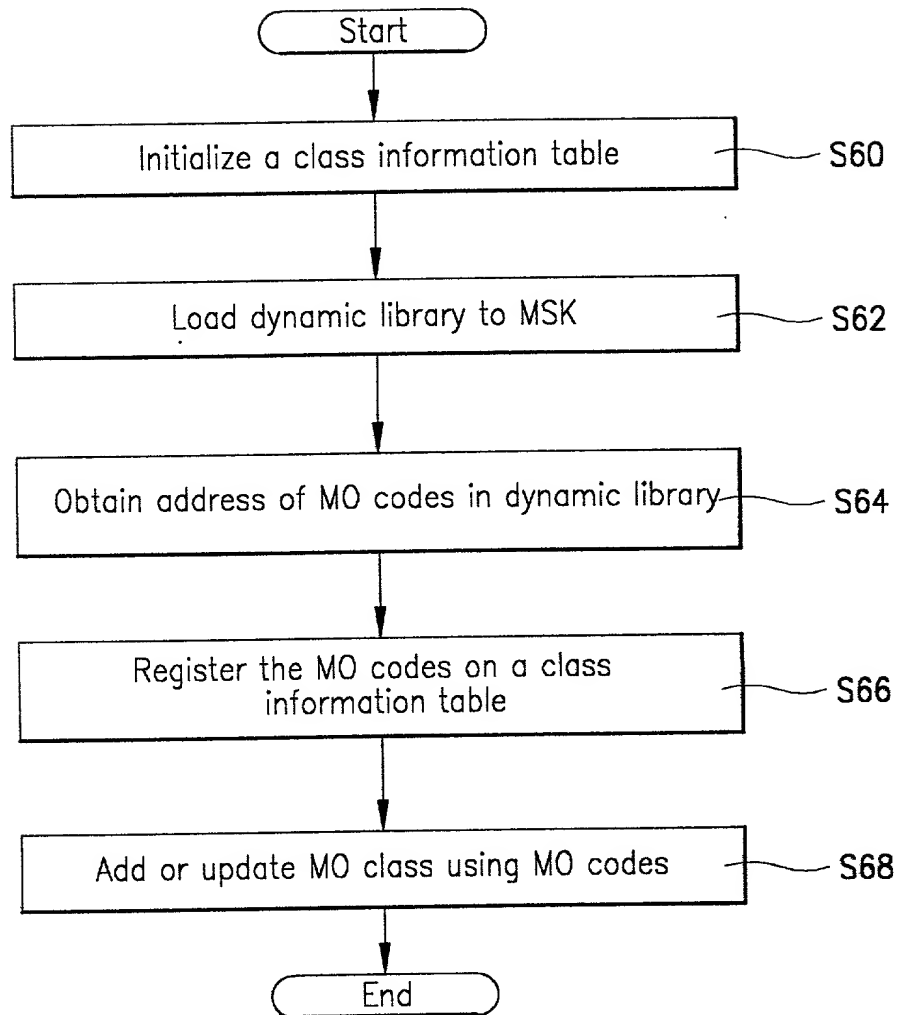 Start
Initialize a class information table
S60
Load dynamic library to MSK
S62
Obtain address of MO codes in dynamic library
S64
Register the MO codes on a class
information table
S66
Add or update MO class using MO codes
S68
End